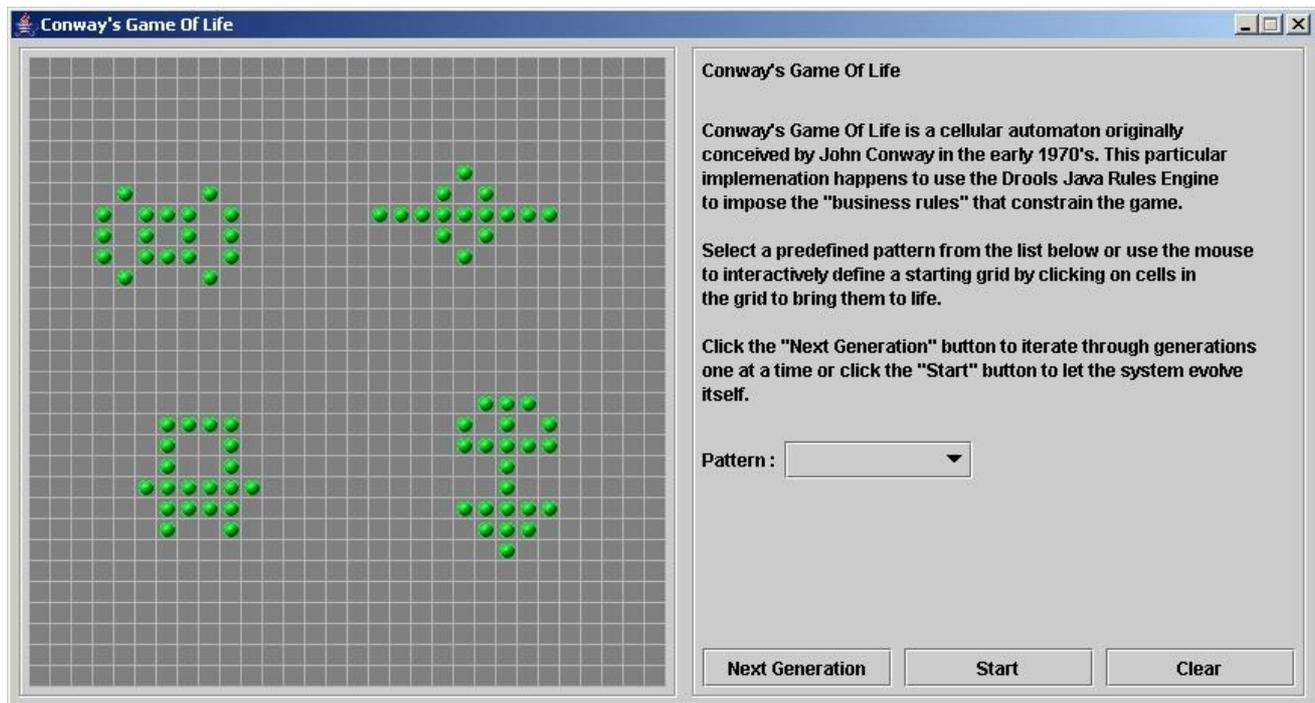 Conway's Game Of Life
Conway's Game Of Life
Conway's Game Of Life is a cellular automaton originally
conceived by John Conway in the early 1970's. This particular
implemenation happens to use the Drools Java Rules Engine
to impose the "business rules" that constrain the game.
Select a predefined pattern from the list below or use the mouse
to interactively define a starting grid by clicking on cells in
the grid to bring them to life.
Click the "Next Generation" button to iterate through generations
one at a time or click the "Start" button to let the system evolve
itself.
Pattern :
Next Generation
Start
Clear